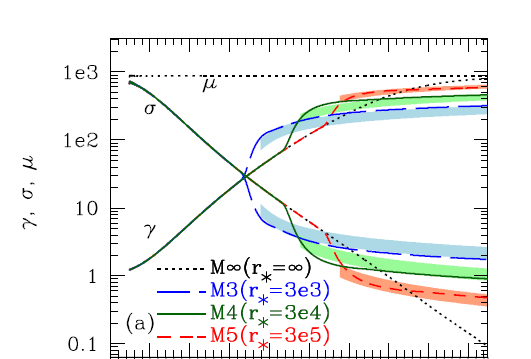 1e3
μ
σ
1e2
γ, σ, μ
10
γ
M∞(r*=∞)
1
M3(r*=3e3)
M4(r*=3e4)
(a)
M5(r*=3e5)
0.1